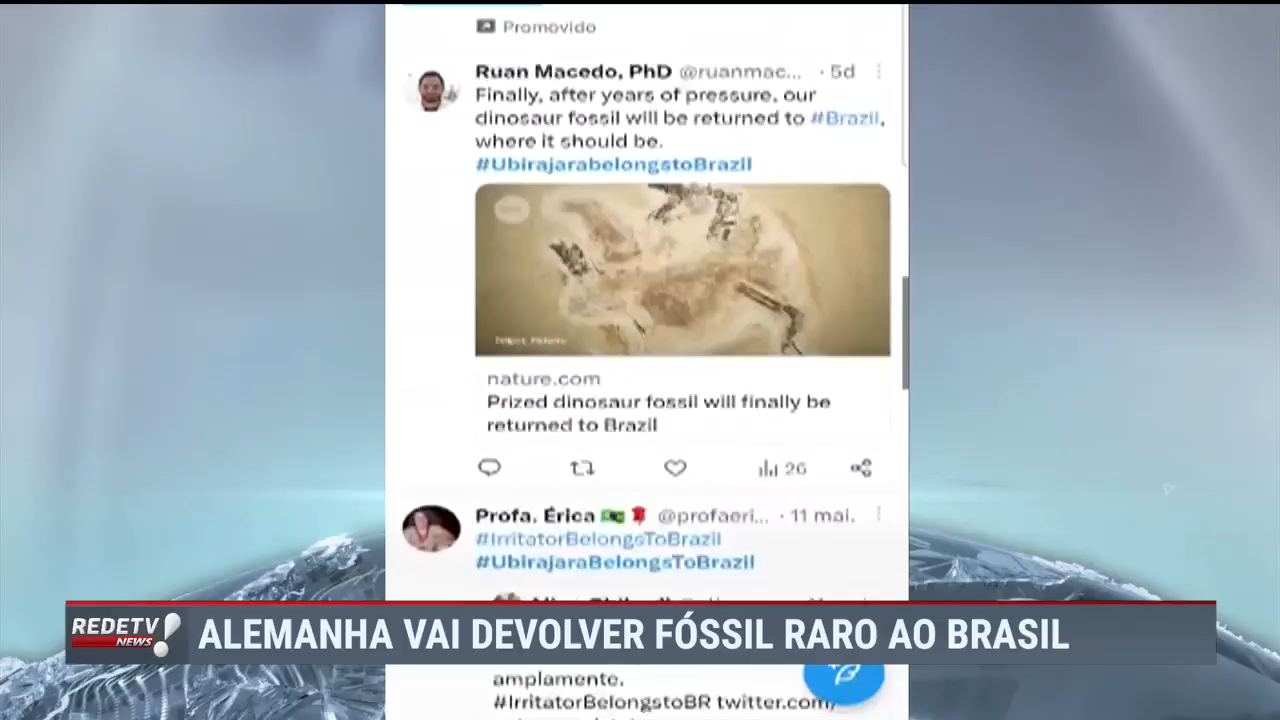 Promovido
Ruan Macedo, PhD @ruanmac... · 5d
Finally, after years of pressure, our
dinosaur fossil will be returned to #Brazil,
where it should be.
#UbirajarabelongstoBrazil
nature.com
Prized dinosaur fossil will finally be
returned to Brazil
26
Profa. Érica @profaeri... · 11 mai.
#IrritatorBelongsToBrazil
#UbirajaraBelongsToBrazil
REDETV!
NEWS
ALEMANHA VAI DEVOLVER FÓSSIL RARO AO BRASIL
amplamente.
#IrritatorBelongstoBR twitter.com/